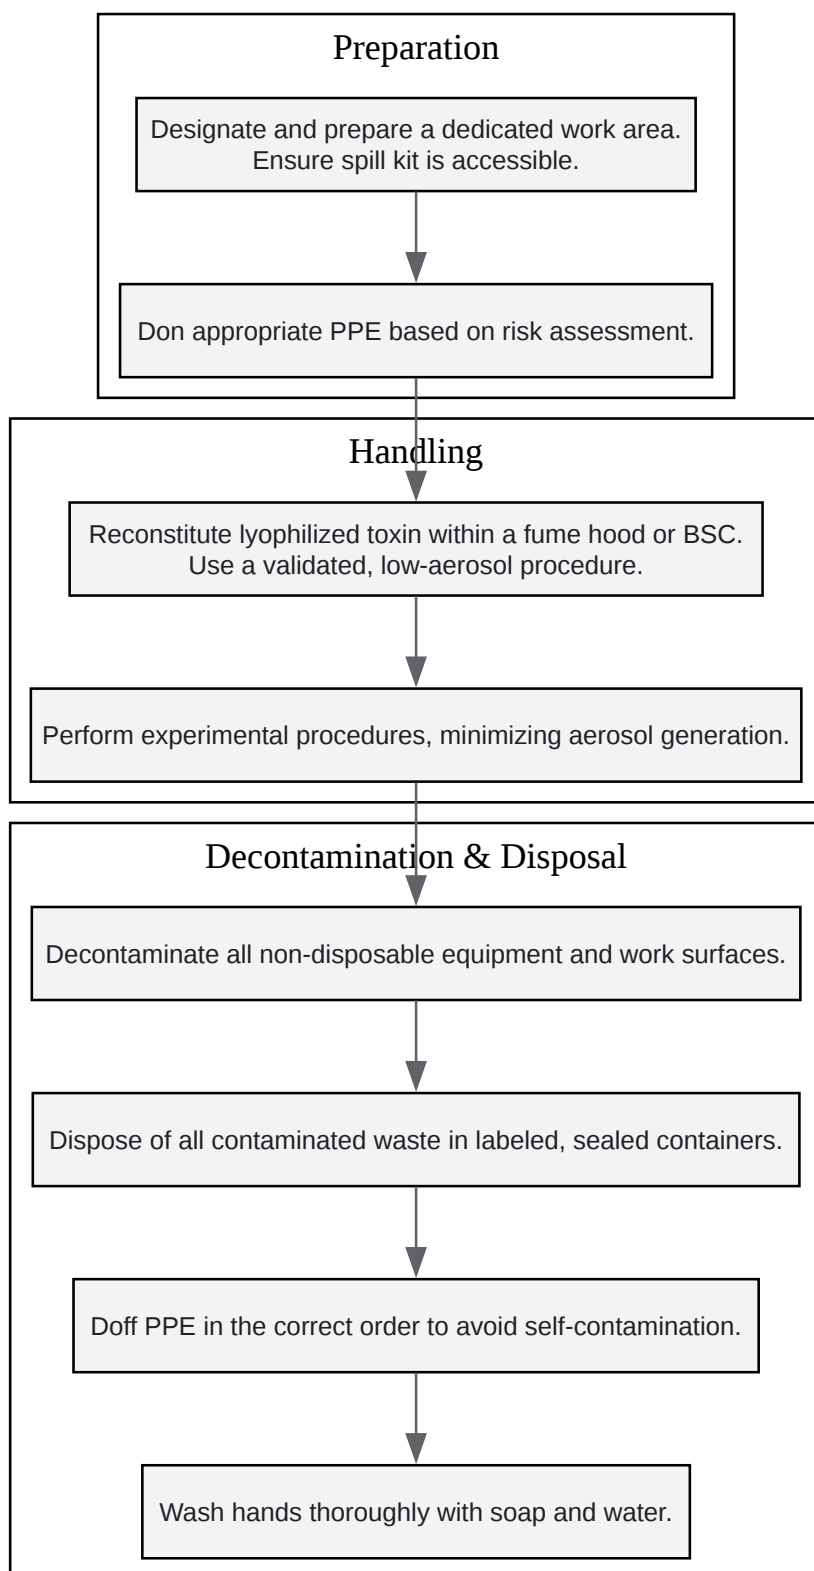 Preparation
Designate and prepare a dedicated work area.
Ensure spill kit is accessible.
Don appropriate PPE based on risk assessment.
Handling
Reconstitute lyophilized toxin within a fume hood or BSC.
Use a validated, low-aerosol procedure.
Perform experimental procedures, minimizing aerosol generation.
Decontamination & Disposal
Decontaminate all non-disposable equipment and work surfaces.
Dispose of all contaminated waste in labeled, sealed containers.
Doff PPE in the correct order to avoid self-contamination.
Wash hands thoroughly with soap and water.